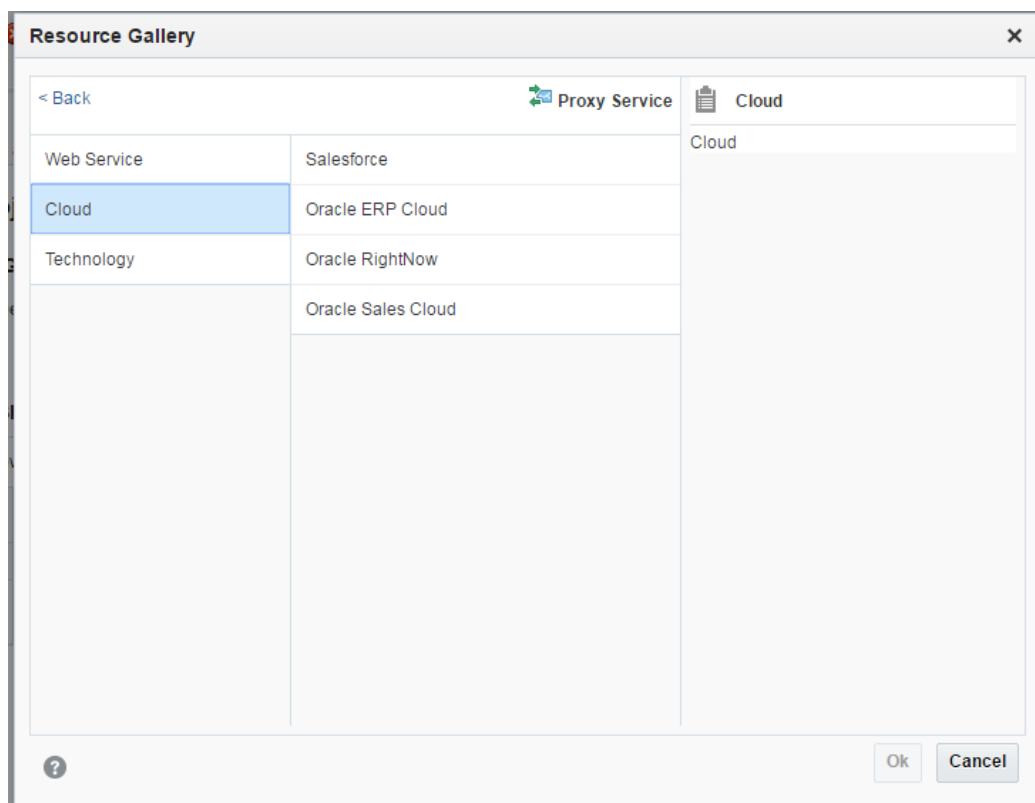 Resource Gallery
< Back
Proxy Service
Cloud
Cloud
Web Service
Cloud
Technology
Salesforce
Oracle ERP Cloud
Oracle RightNow
Oracle Sales Cloud
Ok
Cancel